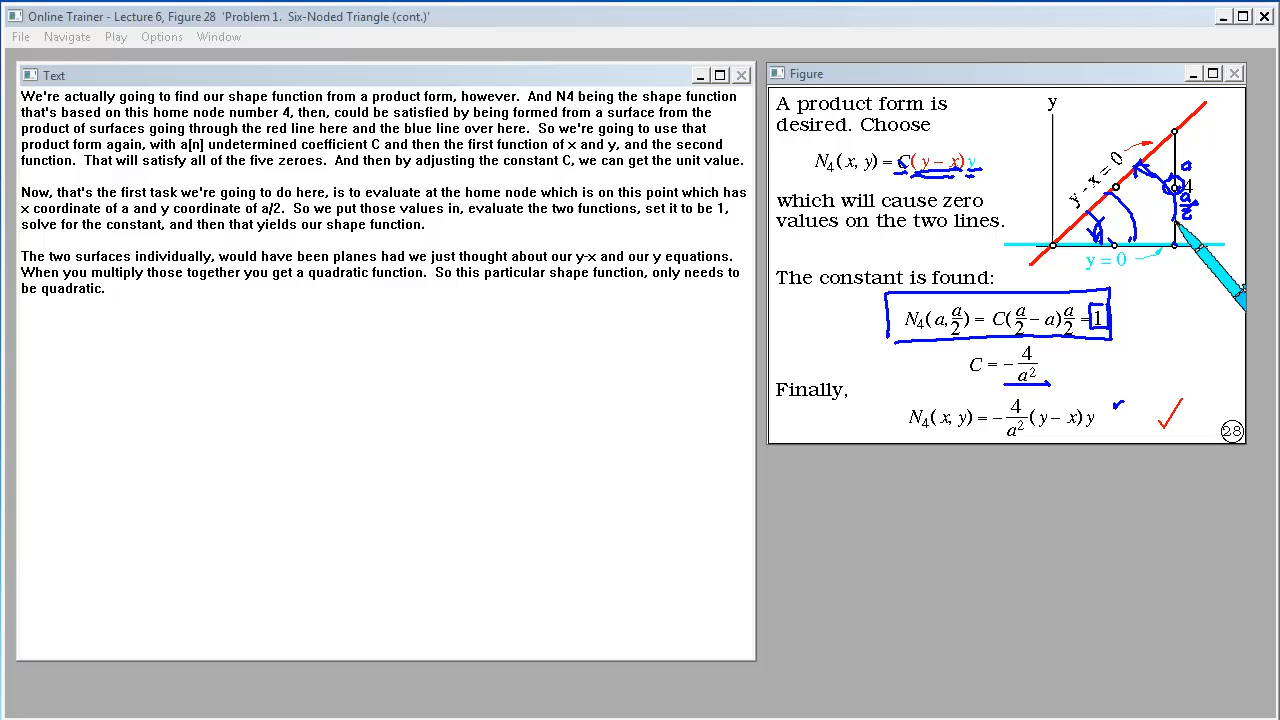 Online Trainer - Lecture 6, Figure 28 'Problem 1. Six-Noded Triangle (cont.)'
File Navigate Play Options Window
Text
We're actually going to find our shape function from a product form, however. And N4 being the shape function
that's based on this home node number 4, then, could be satisfied by being formed from a surface from the
product of surfaces going through the red line here and the blue line over here. So we're going to use that
product form again, with a[n] undetermined coefficient C and then the first function of x and y, and the second
function. That will satisfy all of the five zeroes. And then by adjusting the constant C, we can get the unit value.
Now, that's the first task we're going to do here, is to evaluate at the home node which is on this point which has
x coordinate of a and y coordinate of a/2. So we put those values in, evaluate the two functions, set it to be 1,
solve for the constant, and then that yields our shape function.
The two surfaces individually, would have been planes had we just thought about our y-x and our y equations.
When you multiply those together you get a quadratic function. So this particular shape function, only needs to
be quadratic.
Figure
A product form is
desired. Choose
N₄(x, y) = C(y − x)y
which will cause zero
values on the two lines.
y
y - x = 0
a
4
a/2
y = 0
The constant is found:
N₄(a, a/2) = C(a/2 − a)a/2 = 1
C = − 4/a²
Finally,
N₄(x, y) = − 4/a² (y − x)y
28